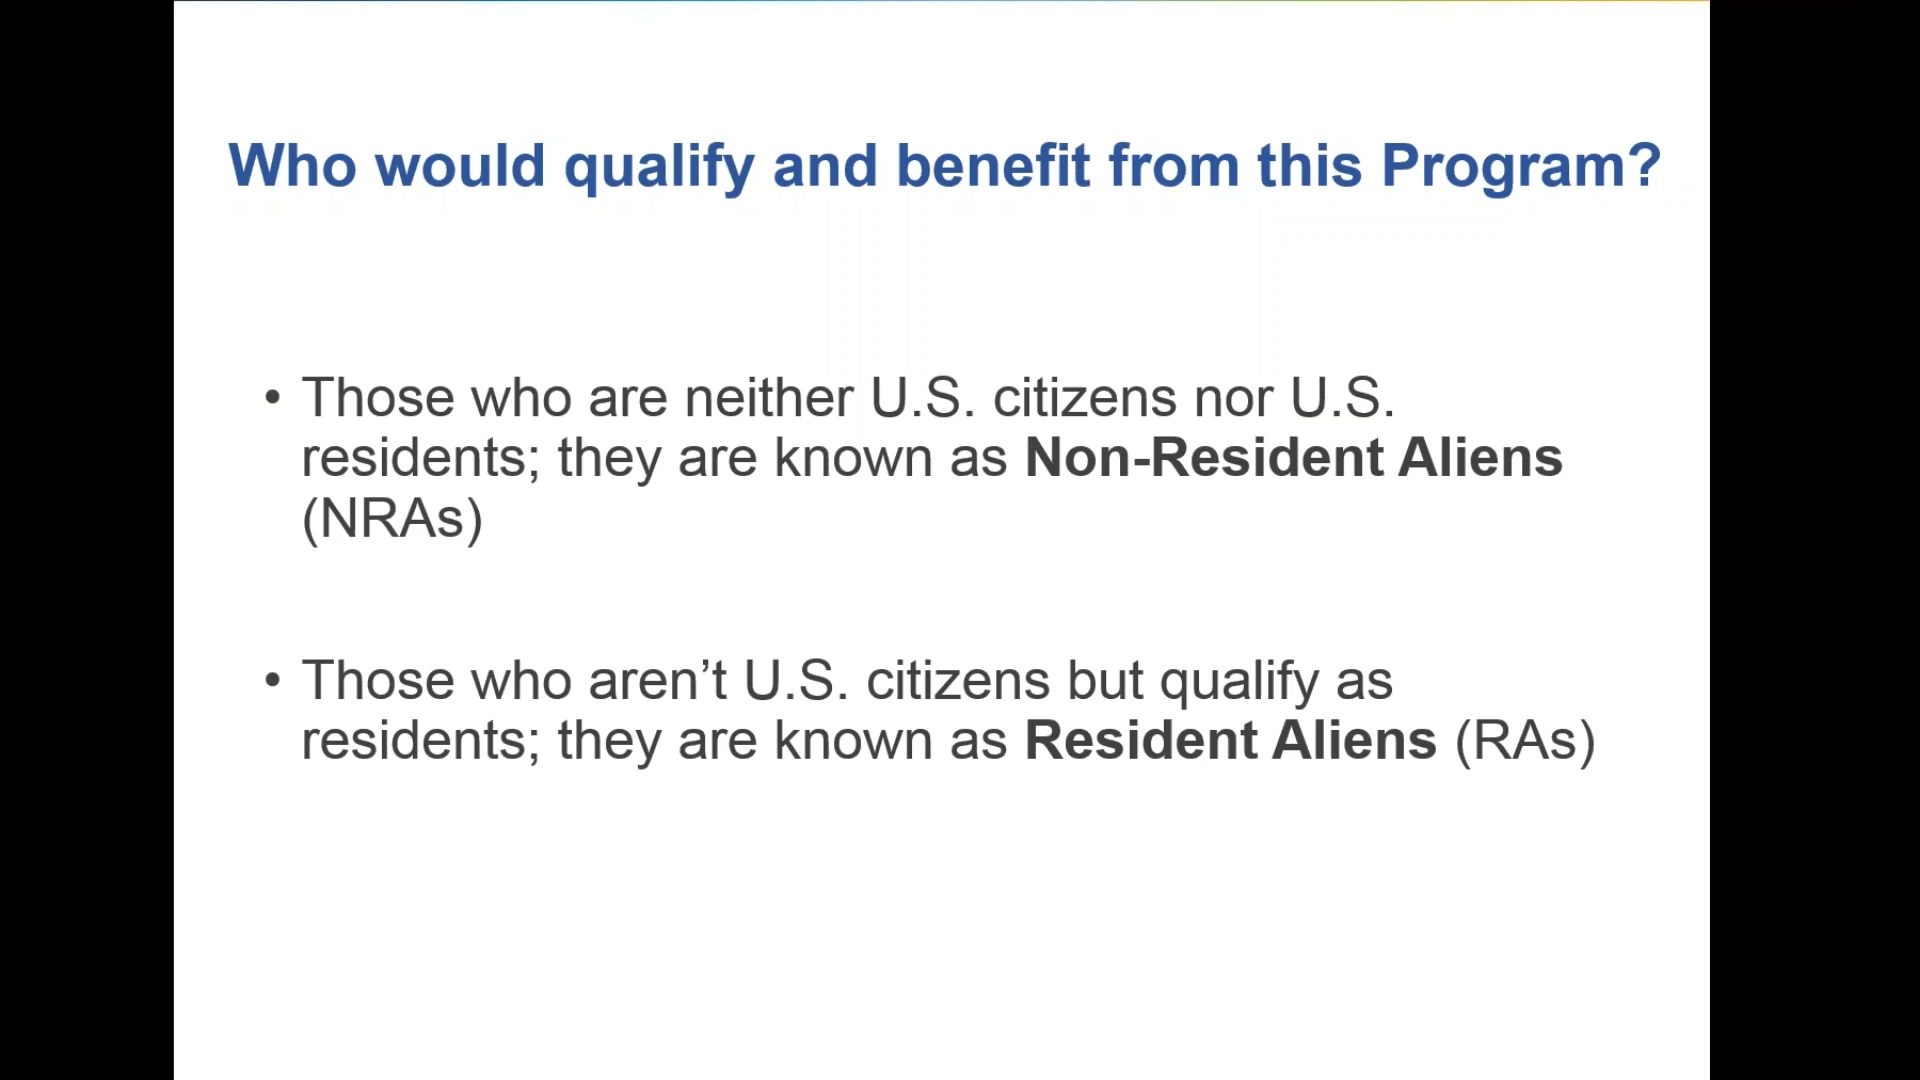 Who would qualify and benefit from this Program?
• Those who are neither U.S. citizens nor U.S.
residents; they are known as Non-Resident Aliens
(NRAs)
• Those who aren’t U.S. citizens but qualify as
residents; they are known as Resident Aliens (RAs)